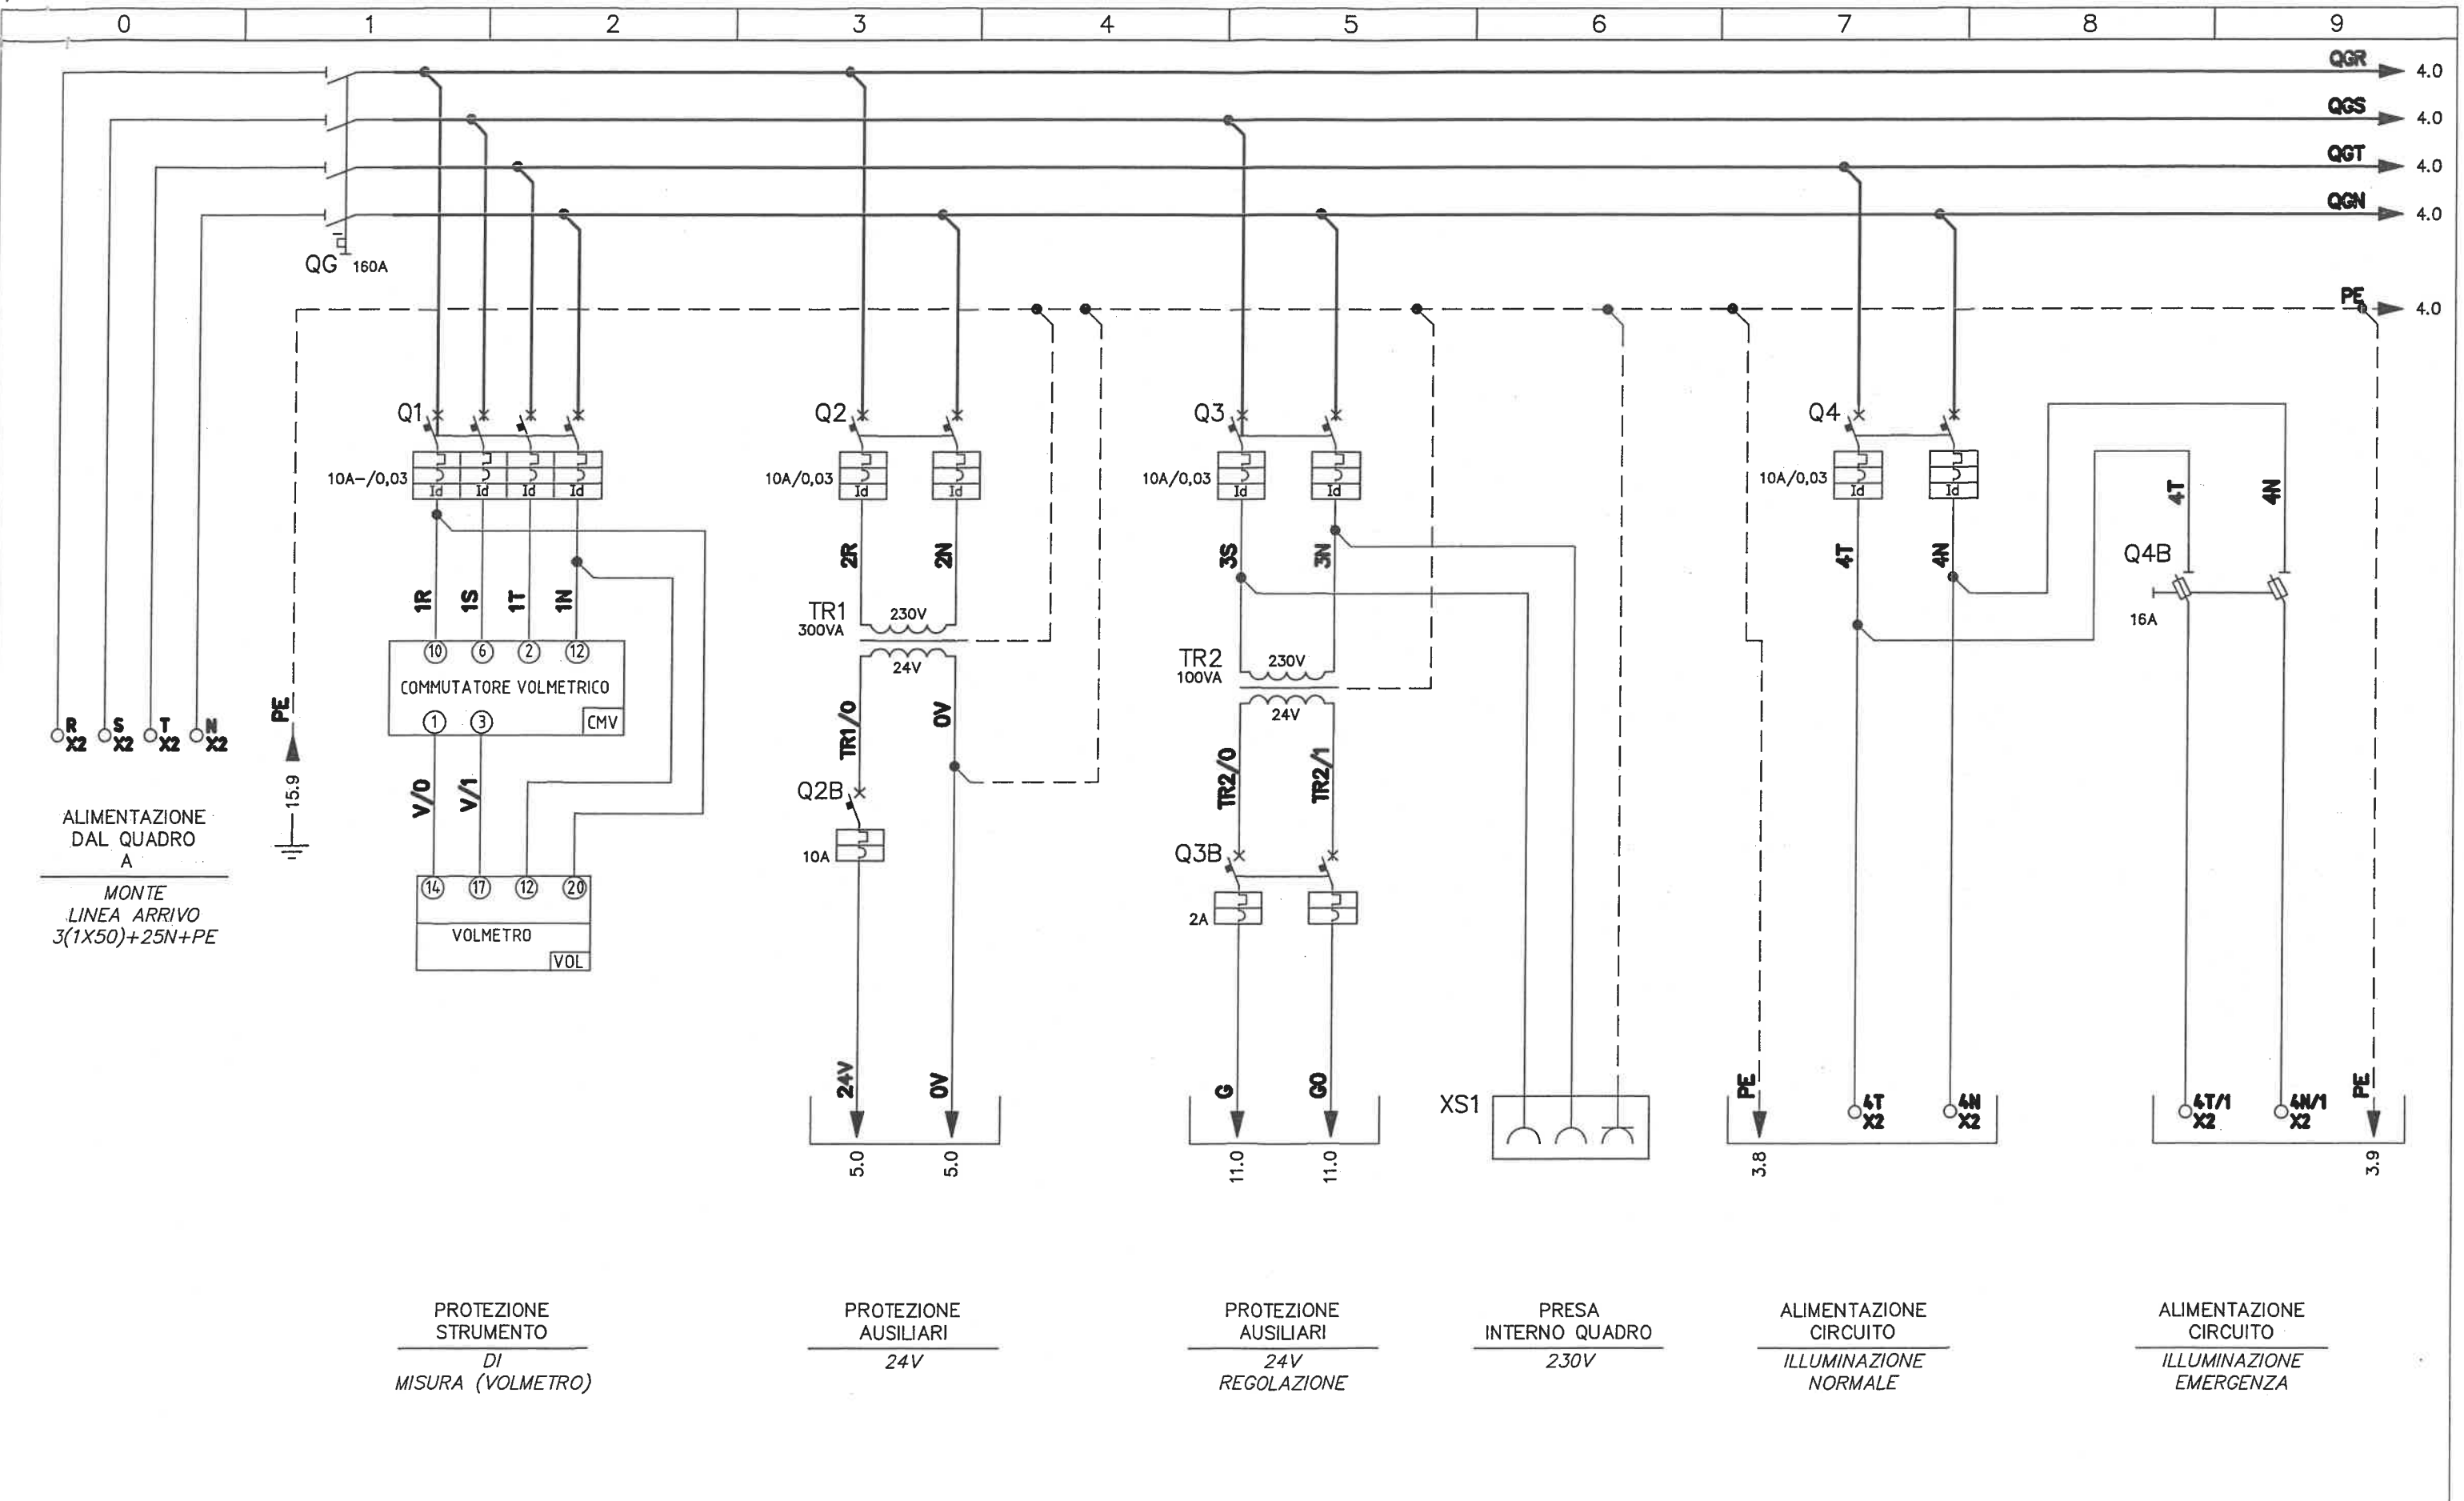 0 1 2 3 4 5 6 7 8 9
QGR 4.0
QGS 4.0
QGT 4.0
QGN 4.0
QG 160A
PE 4.0
Q1 Q2 Q3 Q4
10A-/0,03 10A/0,03 10A/0,03 10A/0,03
Id Id Id Id Id Id Id Id Id Id
4T 4N
2R 2N 3S 3N 4T 4N
Q4B
16A
1R 1S 1T 1N
TR1 230V
300VA
24V
10 6 2 12
COMMUTATORE VOLMETRICO
1 3 CMV
TR2 230V
100VA
24V
R S T N
X2 X2 X2 X2
PE
15.9
TR1/0 0V
TR2/0 TR2/1
V/0 V/1
Q2B
10A
Q3B
2A
ALIMENTAZIONE
DAL QUADRO
A
MONTE
LINEA ARRIVO
3(1X50)+25N+PE
14 17 12 20
VOLMETRO
VOL
24V 0V
G G0
XS1
PE
4T 4N
X2 X2
4T/1 4N/1
X2 X2
PE
5.0 5.0 11.0 11.0 3.8 3.9
PROTEZIONE
STRUMENTO
DI
MISURA (VOLMETRO)
PROTEZIONE
AUSILIARI
24V
PROTEZIONE
AUSILIARI
24V
REGOLAZIONE
PRESA
INTERNO QUADRO
230V
ALIMENTAZIONE
CIRCUITO
ILLUMINAZIONE
NORMALE
ALIMENTAZIONE
CIRCUITO
ILLUMINAZIONE
EMERGENZA